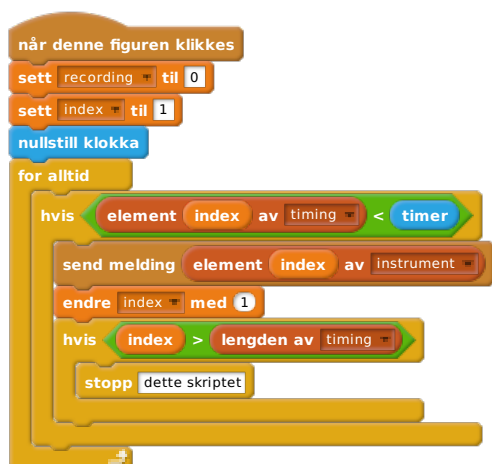 når denne figuren klikkes
sett recording til 0
sett index til 1
nullstill klokka
for alltid
hvis element index av timing < timer
send melding element index av instrument
endre index med 1
hvis index > lengden av timing
stopp dette skriptet